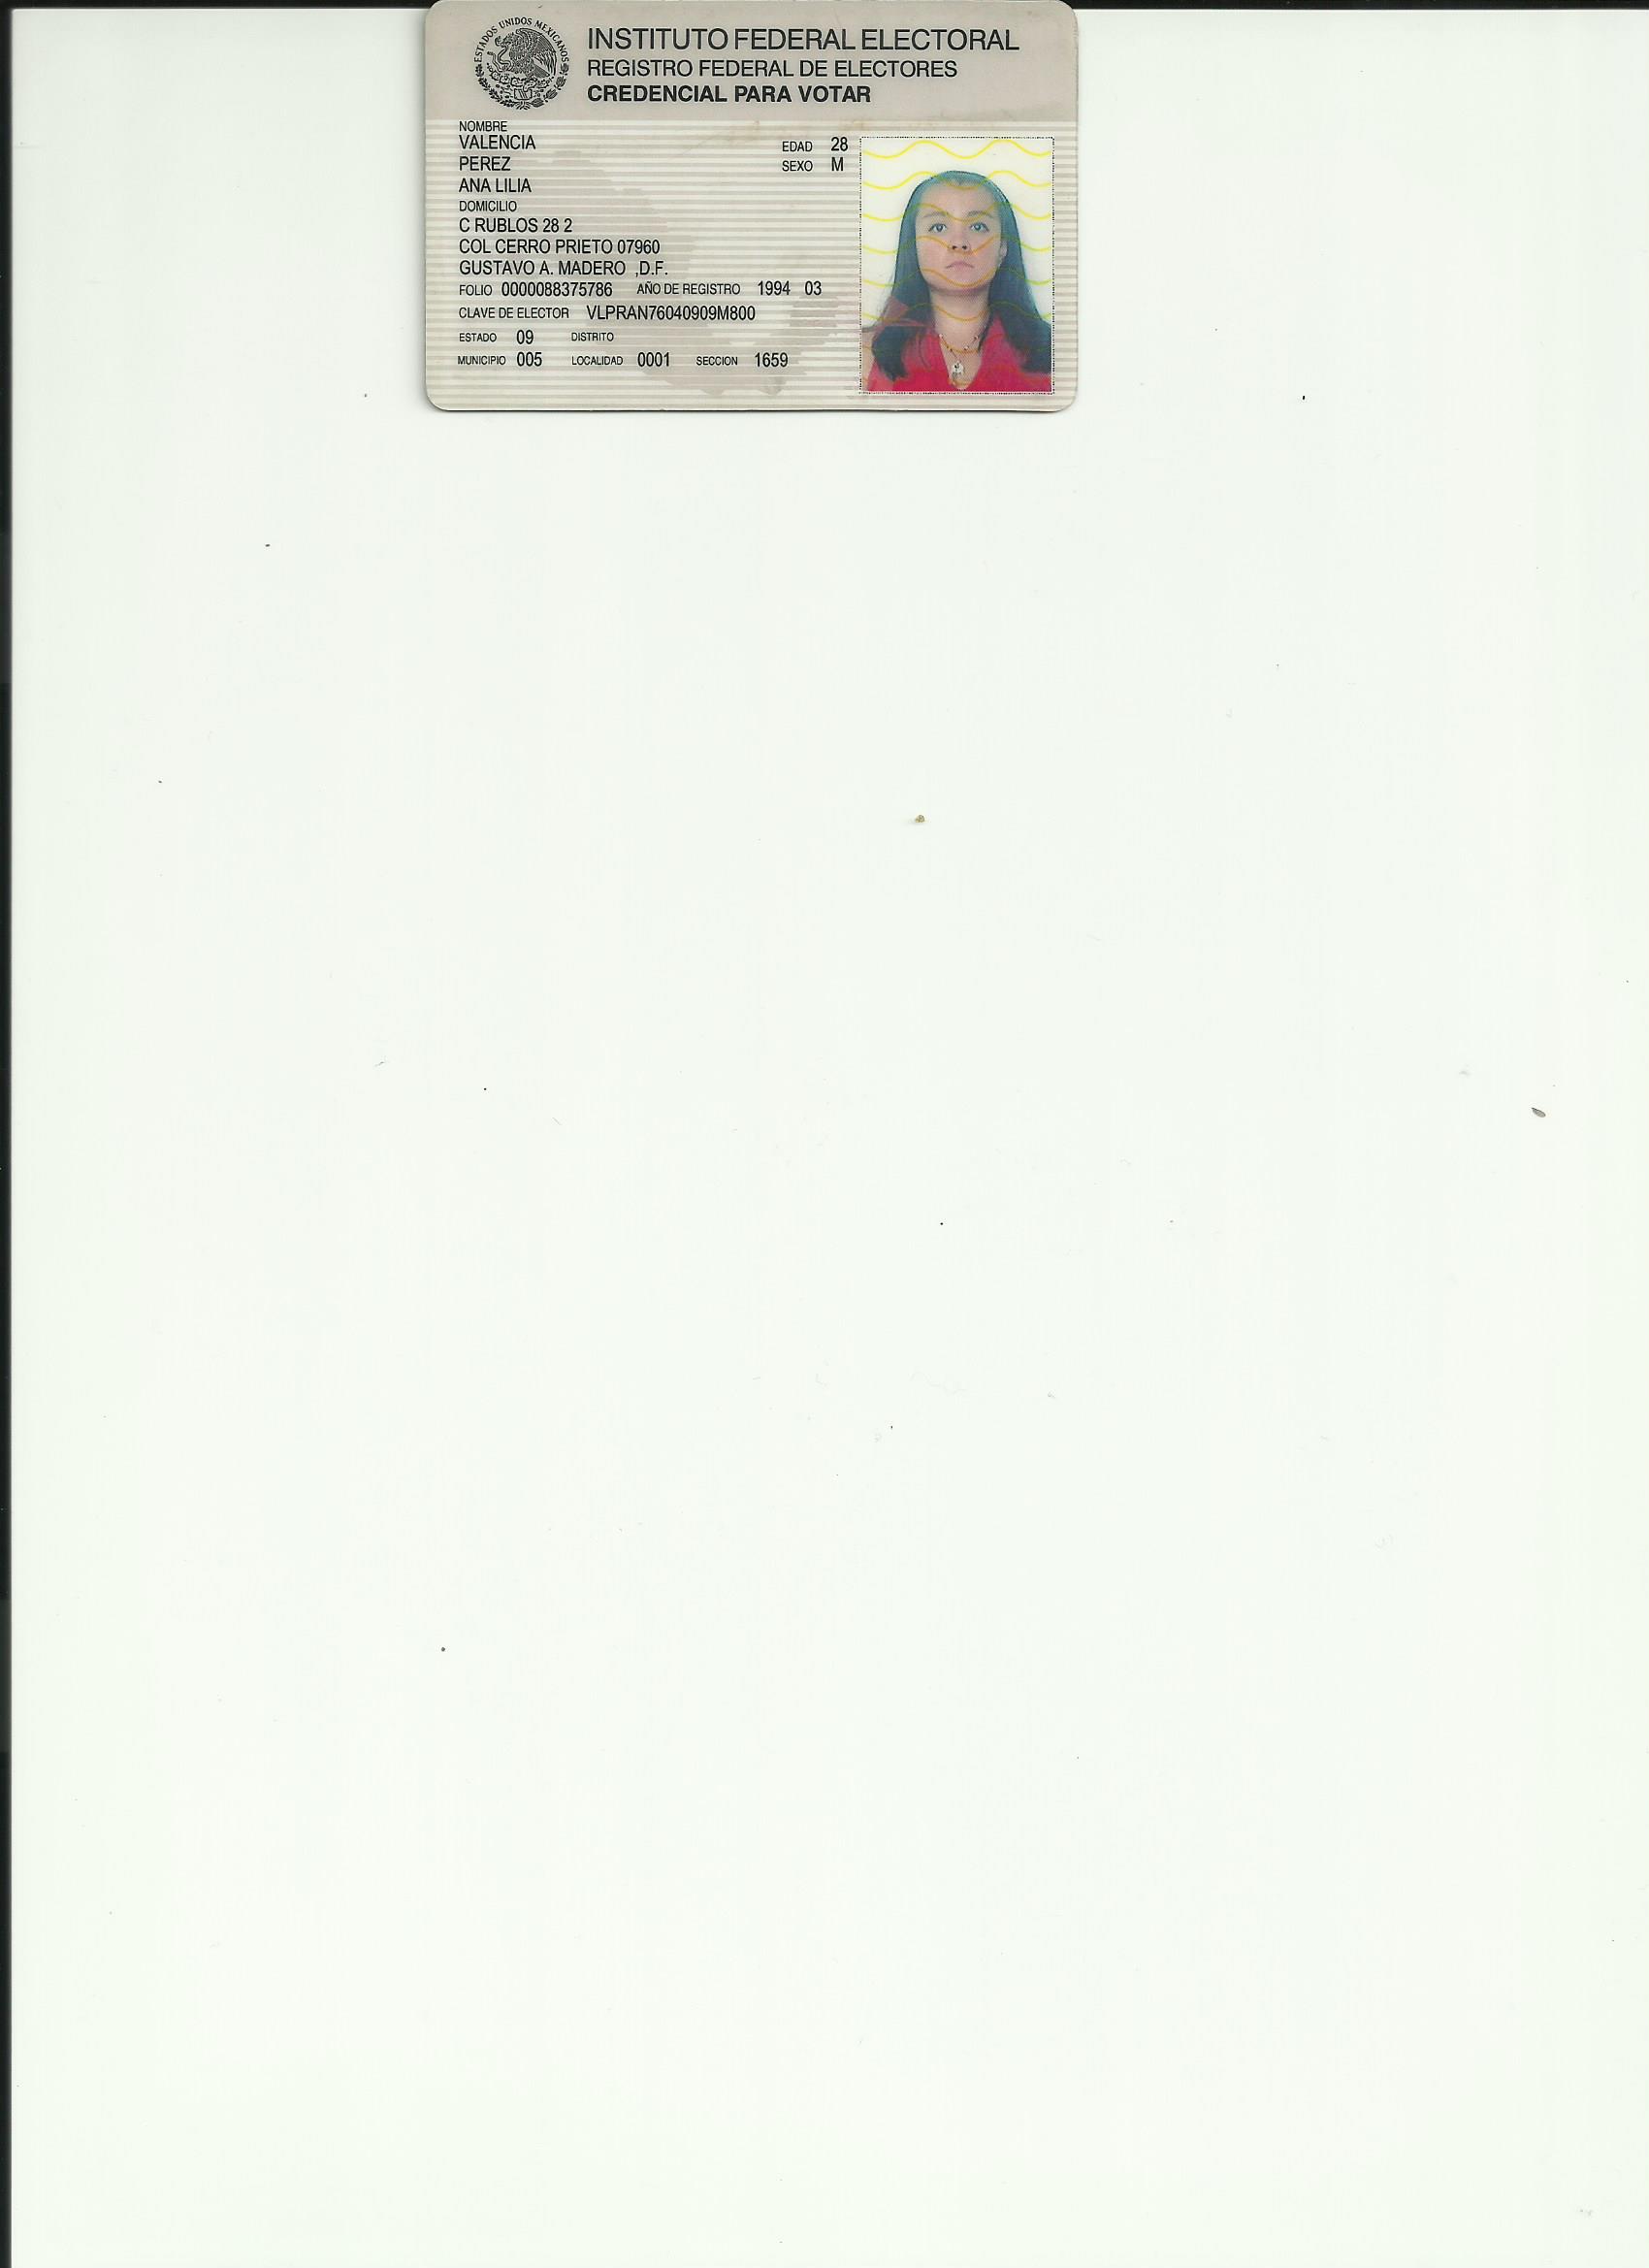 ESTADOS UNIDOS MEXICANOS
INSTITUTO FEDERAL ELECTORAL
REGISTRO FEDERAL DE ELECTORES
CREDENCIAL PARA VOTAR
NOMBRE
VALENCIA EDAD 28
PEREZ SEXO M
ANA LILIA
DOMICILIO
C RUBLOS 28 2
COL CERRO PRIETO 07960
GUSTAVO A. MADERO ,D.F.
FOLIO 0000088375786 AÑO DE REGISTRO 1994 03
CLAVE DE ELECTOR VLPRAN76040909M800
ESTADO 09 DISTRITO
MUNICIPIO 005 LOCALIDAD 0001 SECCION 1659